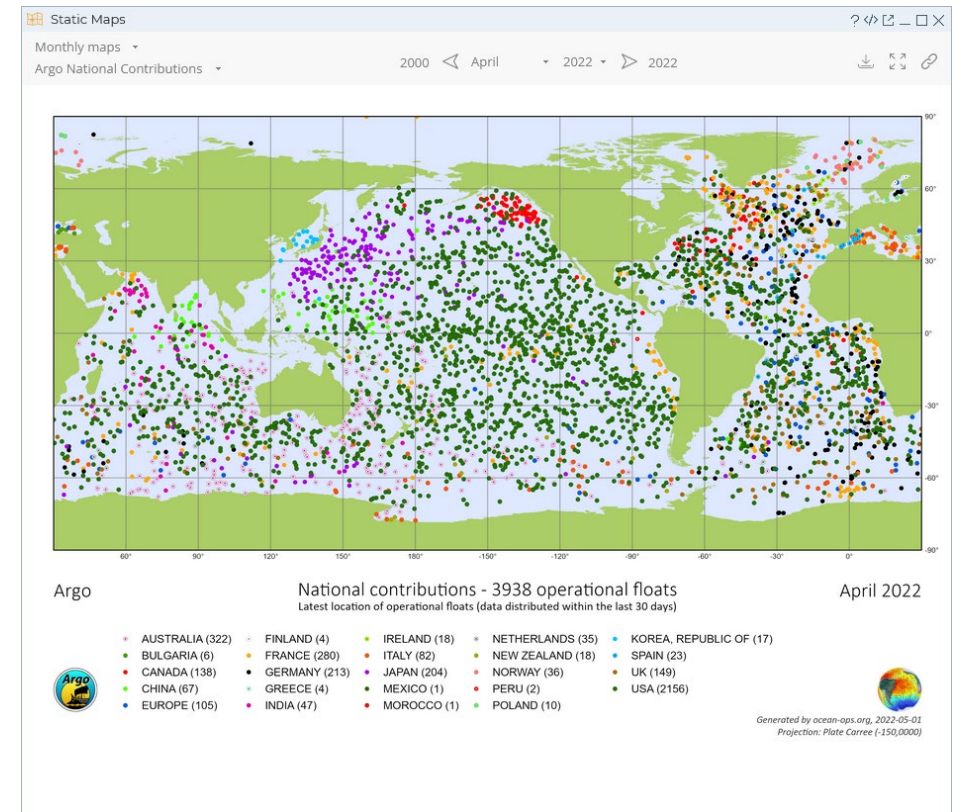 Static Maps
Monthly maps
Argo National Contributions
2000 April 2022 2022
90°
60°
30°
0°
-30°
-60°
-90°
60° 90° 120° 150° 180° -150° -120° -90° -60° -30° 0°
Argo
National contributions - 3938 operational floats
Latest location of operational floats (data distributed within the last 30 days)
April 2022
AUSTRALIA (322) FINLAND (4) IRELAND (18) NETHERLANDS (35) KOREA, REPUBLIC OF (17)
BULGARIA (6) FRANCE (280) ITALY (82) NEW ZEALAND (18) SPAIN (23)
CANADA (138) GERMANY (213) JAPAN (204) NORWAY (36) UK (149)
CHINA (67) GREECE (4) MEXICO (1) PERU (2) USA (2156)
EUROPE (105) INDIA (47) MOROCCO (1) POLAND (10)
Argo
Generated by ocean-ops.org, 2022-05-01
Projection: Plate Carree (-150,0000)